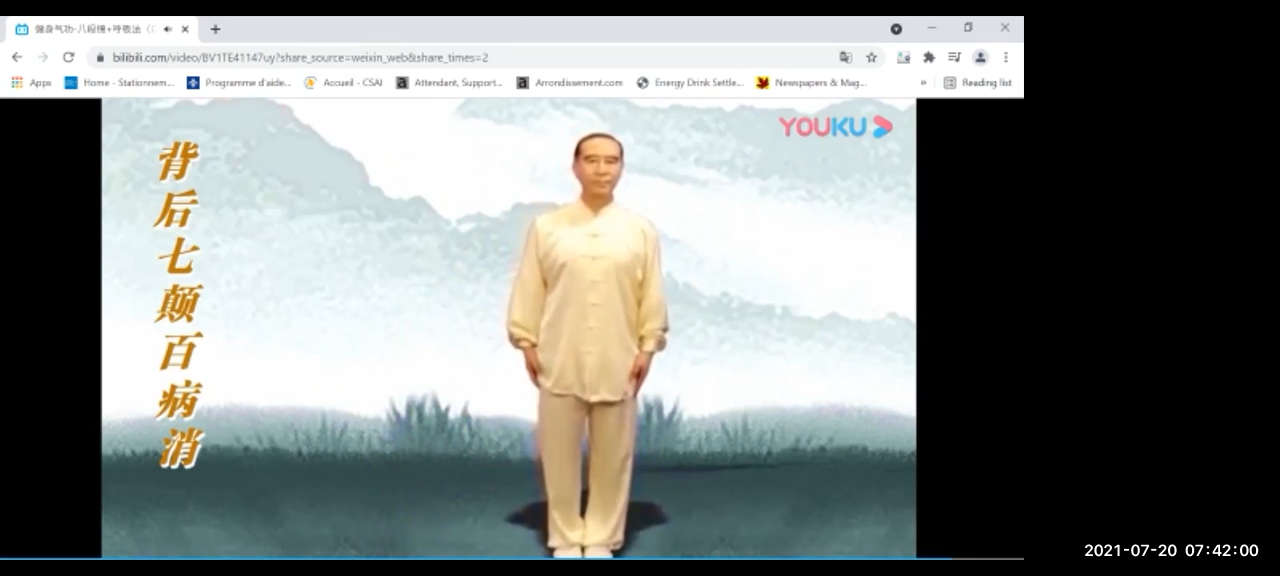 健身气功-八段锦+呼吸法
bilibili.com/video/BV1TE41147uy?share_source=weixin_web&share_times=2
Apps
Home - Stationnem...
Programme d'aide...
Accueil - CSAI
Attendant, Support...
Arrondissement.com
Energy Drink Settle...
Newspapers & Mag...
»
Reading list
YOUKU
背后七颠百病消
2021-07-20 07:42:00